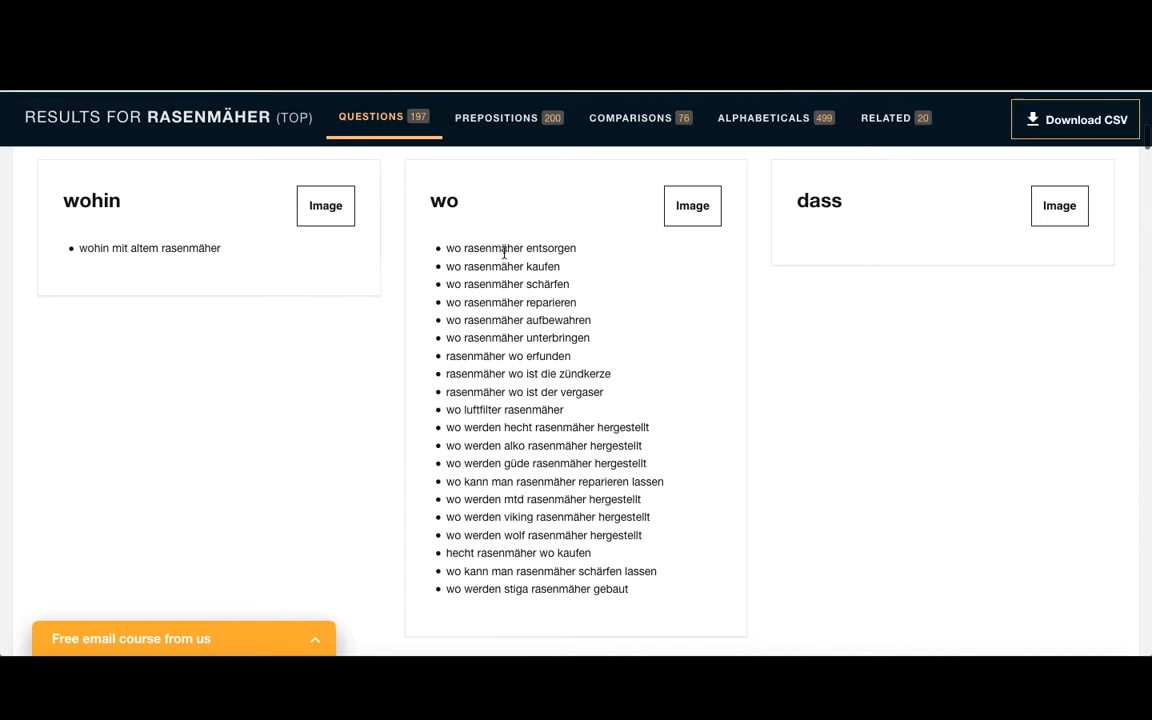 RESULTS FOR RASENMÄHER (TOP) QUESTIONS 197 PREPOSITIONS 200 COMPARISONS 76 ALPHABETICALS 499 RELATED 20 Download CSV
wohin Image
wohin mit altem rasenmäher
wo Image
wo rasenmäher entsorgen
wo rasenmäher kaufen
wo rasenmäher schärfen
wo rasenmäher reparieren
wo rasenmäher aufbewahren
wo rasenmäher unterbringen
rasenmäher wo erfunden
rasenmäher wo ist die zündkerze
rasenmäher wo ist der vergaser
wo luftfilter rasenmäher
wo werden hecht rasenmäher hergestellt
wo werden alko rasenmäher hergestellt
wo werden güde rasenmäher hergestellt
wo kann man rasenmäher reparieren lassen
wo werden mtd rasenmäher hergestellt
wo werden viking rasenmäher hergestellt
wo werden wolf rasenmäher hergestellt
hecht rasenmäher wo kaufen
wo kann man rasenmäher schärfen lassen
wo werden stiga rasenmäher gebaut
dass Image
Free email course from us